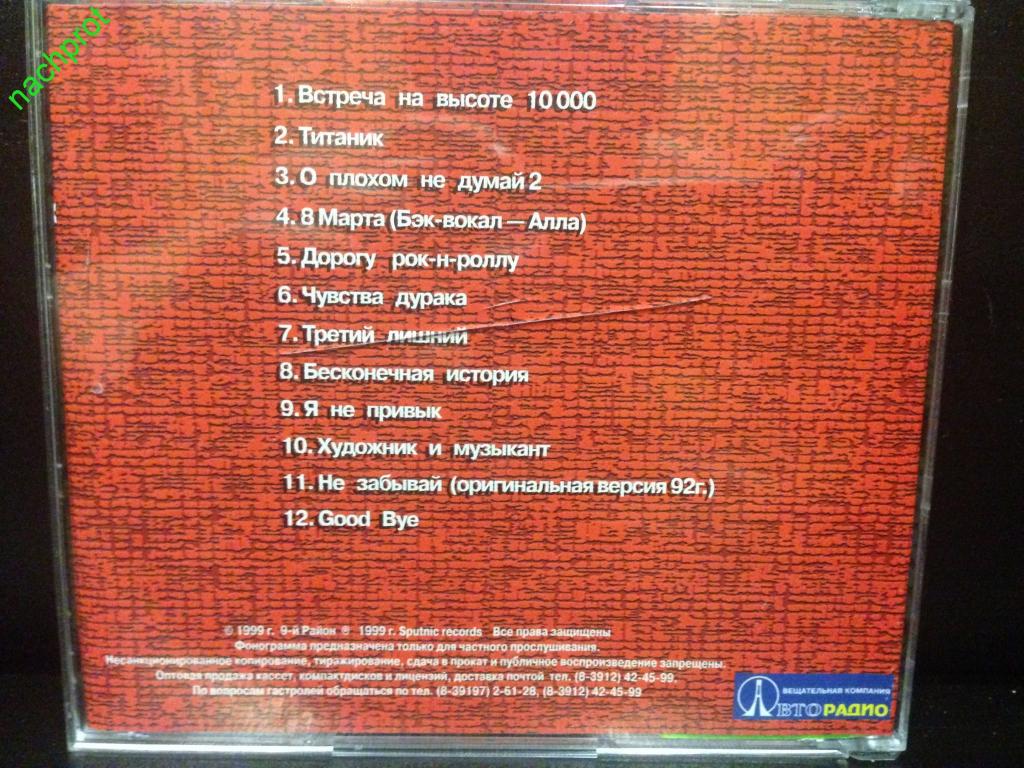 nachprot
1. Встреча на высоте 10 000
2. Титаник
3. О плохом не думай 2
4. 8 Марта (Бэк-вокал — Алла)
5. Дорогу рок-н-роллу
6. Чувства дурака
7. Третий лишний
8. Бесконечная история
9. Я не привык
10. Художник и музыкант
11. Не забывай (оригинальная версия 92г.)
12. Good Bye
© 1999 г. 9-й Район ® 1999 г. Sputnic records Все права защищены
Фонограмма предназначена только для частного прослушивания.
Несанкционированное копирование, тиражирование, сдача в прокат и публичное воспроизведение запрещены.
Оптовая продажа кассет, компактдисков и лицензий, доставка почтой тел. (8-3912) 42-45-99,
По вопросам гастролей обращаться по тел. (8-39197) 2-61-28, (8-3912) 42-45-99
ВЕЩАТЕЛЬНАЯ КОМПАНИЯ
АВТОРАДИО